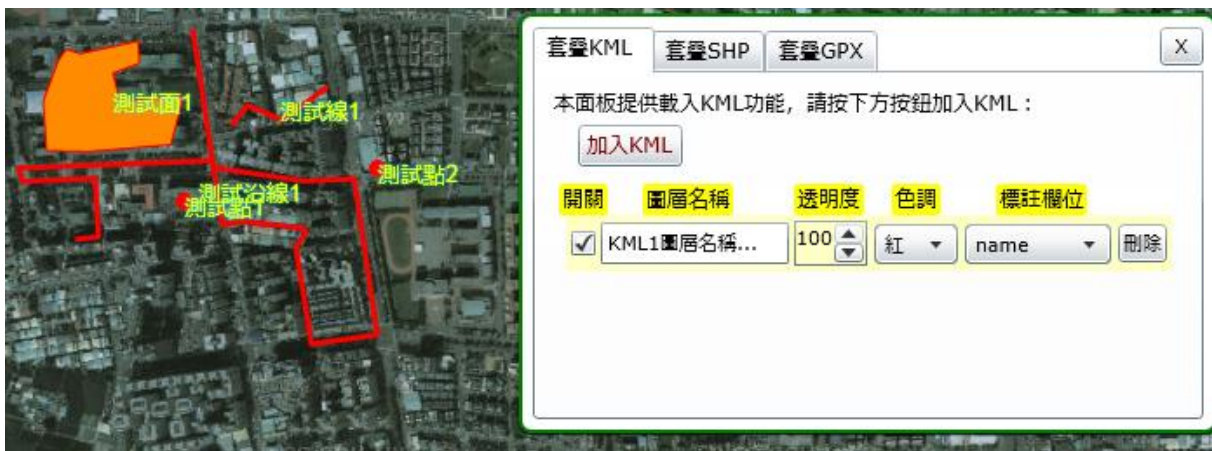 測試面1
測試線1
測試點2
測試沿線1
測試點1
套疊KML 套疊SHP 套疊GPX X
本面板提供載入KML功能，請按下方按鈕加入KML：
加入KML
開關 圖層名稱 透明度 色調 標註欄位
KML1圖層名稱... 100 紅 name 刪除